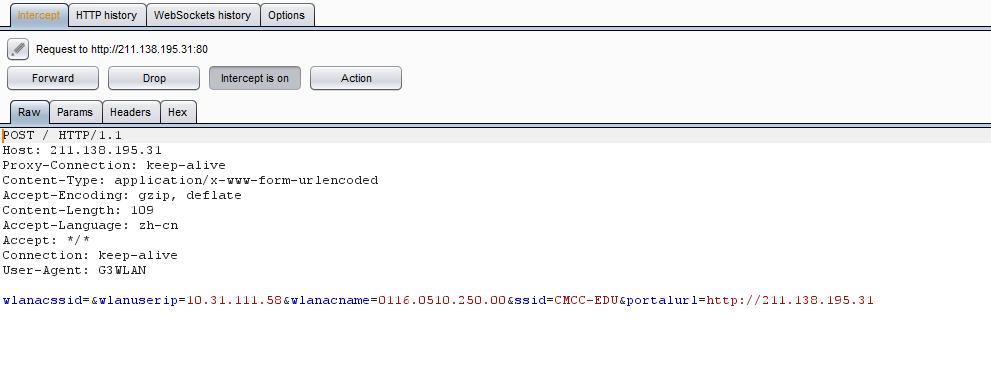 Intercept HTTP history WebSockets history Options
Request to http://211.138.195.31:80
Forward Drop Intercept is on Action
Raw Params Headers Hex
POST / HTTP/1.1
Host: 211.138.195.31
Proxy-Connection: keep-alive
Content-Type: application/x-www-form-urlencoded
Accept-Encoding: gzip, deflate
Content-Length: 109
Accept-Language: zh-cn
Accept: */*
Connection: keep-alive
User-Agent: G3WLAN
wlanacssid=&wlanuserip=10.31.111.58&wlanacname=0116.0510.250.00&ssid=CMCC-EDU&portalurl=http://211.138.195.31